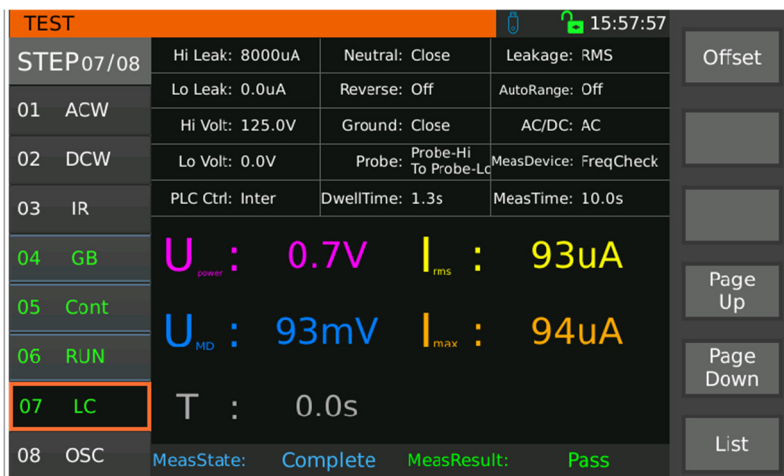 TEST 15:57:57
STEP07/08
01 ACW
02 DCW
03 IR
04 GB
05 Cont
06 RUN
07 LC
08 OSC
Hi Leak: 8000uA Neutral: Close Leakage: RMS
Lo Leak: 0.0uA Reverse: Off AutoRange: Off
Hi Volt: 125.0V Ground: Close AC/DC: AC
Lo Volt: 0.0V Probe: Probe-Hi To Probe-Lo MeasDevice: FreqCheck
PLC Ctrl: Inter DwellTime: 1.3s MeasTime: 10.0s
Upower: 0.7V Irms: 93uA
UMD: 93mV Imax: 94uA
T: 0.0s
MeasState: Complete MeasResult: Pass
Offset
Page
Up
Page
Down
List